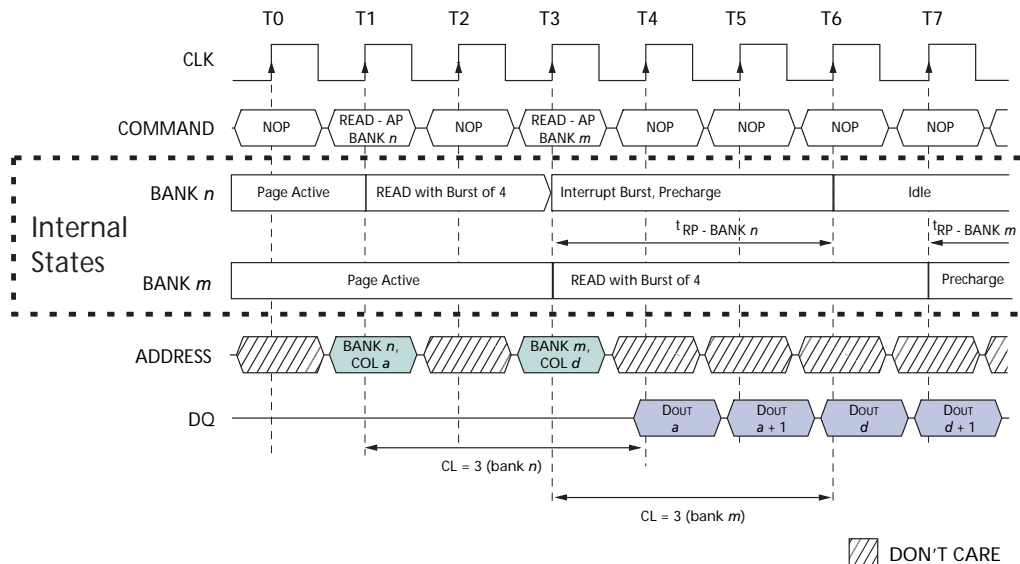 T0 T1 T2 T3 T4 T5 T6 T7
CLK
COMMAND NOP READ - AP BANK n NOP READ - AP BANK m NOP NOP NOP NOP
Internal States
BANK n Page Active READ with Burst of 4 Interrupt Burst, Precharge Idle
tRP - BANK n tRP - BANK m
BANK m Page Active READ with Burst of 4 Precharge
ADDRESS BANK n, COL a BANK m, COL d
DQ DOUT a DOUT a + 1 DOUT d DOUT d + 1
CL = 3 (bank n)
CL = 3 (bank m)
DON'T CARE